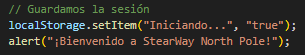 // Guardamos la sesión
localStorage.setItem("Iniciando...", "true");
alert("¡Bienvenido a StearWay North Pole!");